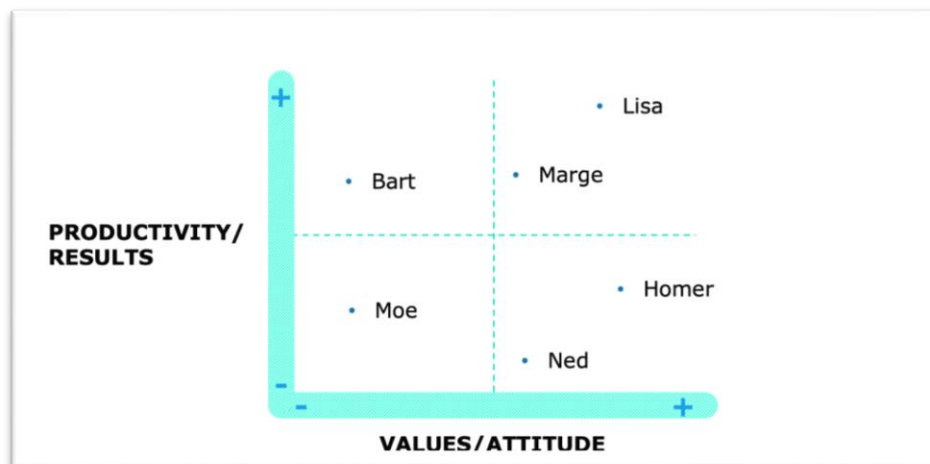 +
Lisa
Bart
Marge
PRODUCTIVITY/
RESULTS
Homer
Moe
Ned
-
- +
VALUES/ATTITUDE